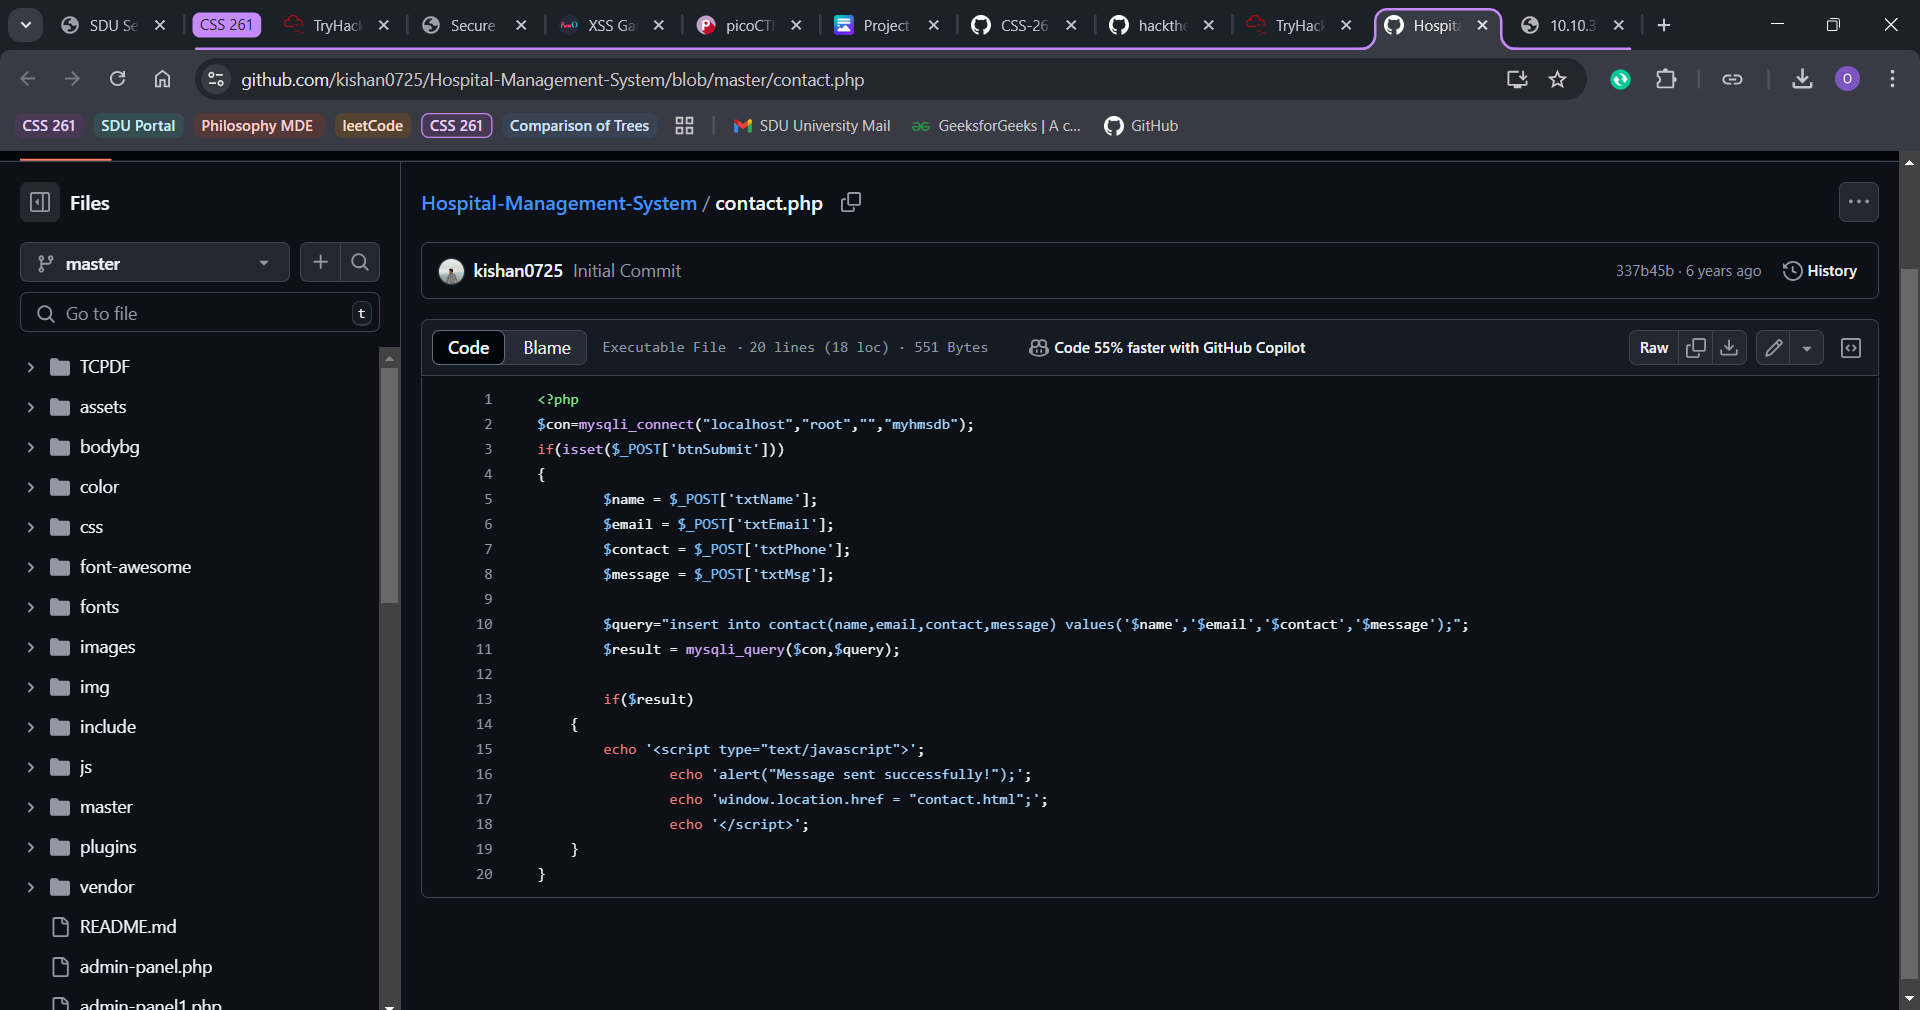 SDU Se
CSS 261
TryHac
Secure
XSS Ga
picoCT
Project
CSS-26
hackthe
TryHac
Hospita
10.10.3
github.com/kishan0725/Hospital-Management-System/blob/master/contact.php
O
CSS 261
SDU Portal
Philosophy MDE
leetCode
CSS 261
Comparison of Trees
SDU University Mail
GeeksforGeeks | A c...
GitHub
Files
Hospital-Management-System / contact.php
master
kishan0725 Initial Commit
337b45b · 6 years ago
History
Go to file
t
Code
Blame
Executable File · 20 lines (18 loc) · 551 Bytes
Code 55% faster with GitHub Copilot
Raw
TCPDF
assets
bodybg
color
css
font-awesome
fonts
images
img
include
js
master
plugins
vendor
README.md
admin-panel.php
admin-panel1.php
1 <?php
2 $con=mysqli_connect("localhost","root","","myhmsdb");
3 if(isset($_POST['btnSubmit']))
4 {
5 $name = $_POST['txtName'];
6 $email = $_POST['txtEmail'];
7 $contact = $_POST['txtPhone'];
8 $message = $_POST['txtMsg'];
9
10 $query="insert into contact(name,email,contact,message) values('$name','$email','$contact','$message');";
11 $result = mysqli_query($con,$query);
12
13 if($result)
14 {
15 echo '<script type="text/javascript">';
16 echo 'alert("Message sent successfully!");';
17 echo 'window.location.href = "contact.html";';
18 echo '</script>';
19 }
20 }